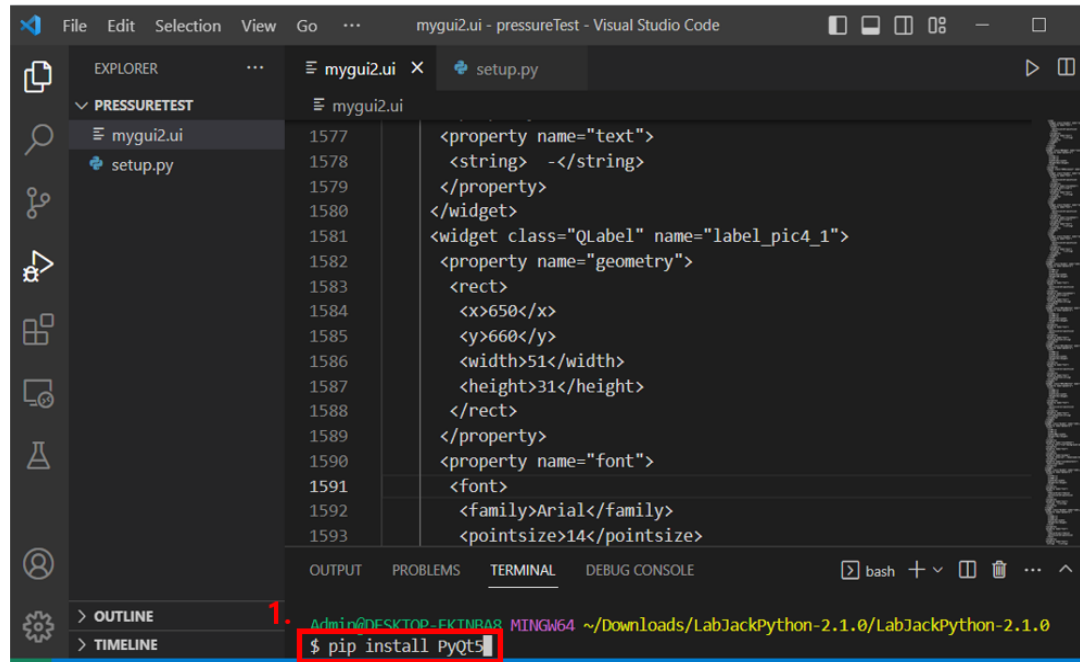 File Edit Selection View Go ··· mygui2.ui - pressureTest - Visual Studio Code
EXPLORER ···
PRESSURETEST
mygui2.ui
setup.py
OUTLINE
TIMELINE
mygui2.ui setup.py
mygui2.ui
1577 <property name="text">
1578 <string> -</string>
1579 </property>
1580 </widget>
1581 <widget class="QLabel" name="label_pic4_1">
1582 <property name="geometry">
1583 <rect>
1584 <x>650</x>
1585 <y>660</y>
1586 <width>51</width>
1587 <height>31</height>
1588 </rect>
1589 </property>
1590 <property name="font">
1591 <font>
1592 <family>Arial</family>
1593 <pointsize>14</pointsize>
OUTPUT PROBLEMS TERMINAL DEBUG CONSOLE bash ···
Admin@DESKTOP-EKINBA8 MINGW64 ~/Downloads/LabJackPython-2.1.0/LabJackPython-2.1.0
1.
$ pip install PyQt5